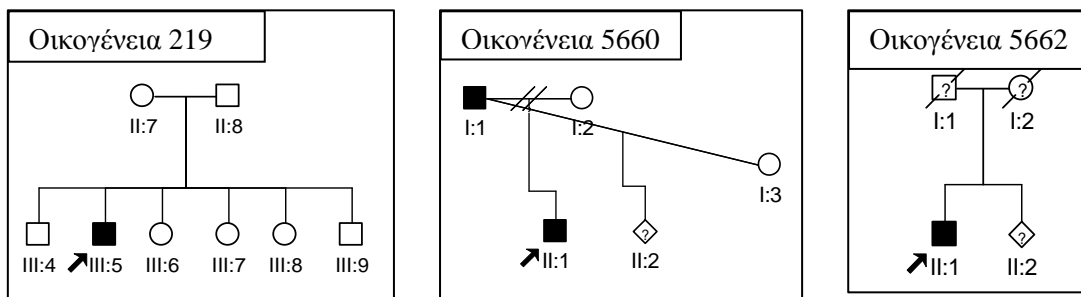 Οικογένεια 219
II:7 II:8
III:4 III:5 III:6 III:7 III:8 III:9
Οικογένεια 5660
I:1 I:2
I:3
?
II:1 II:2
Οικογένεια 5662
? ?
I:1 I:2
?
II:1 II:2